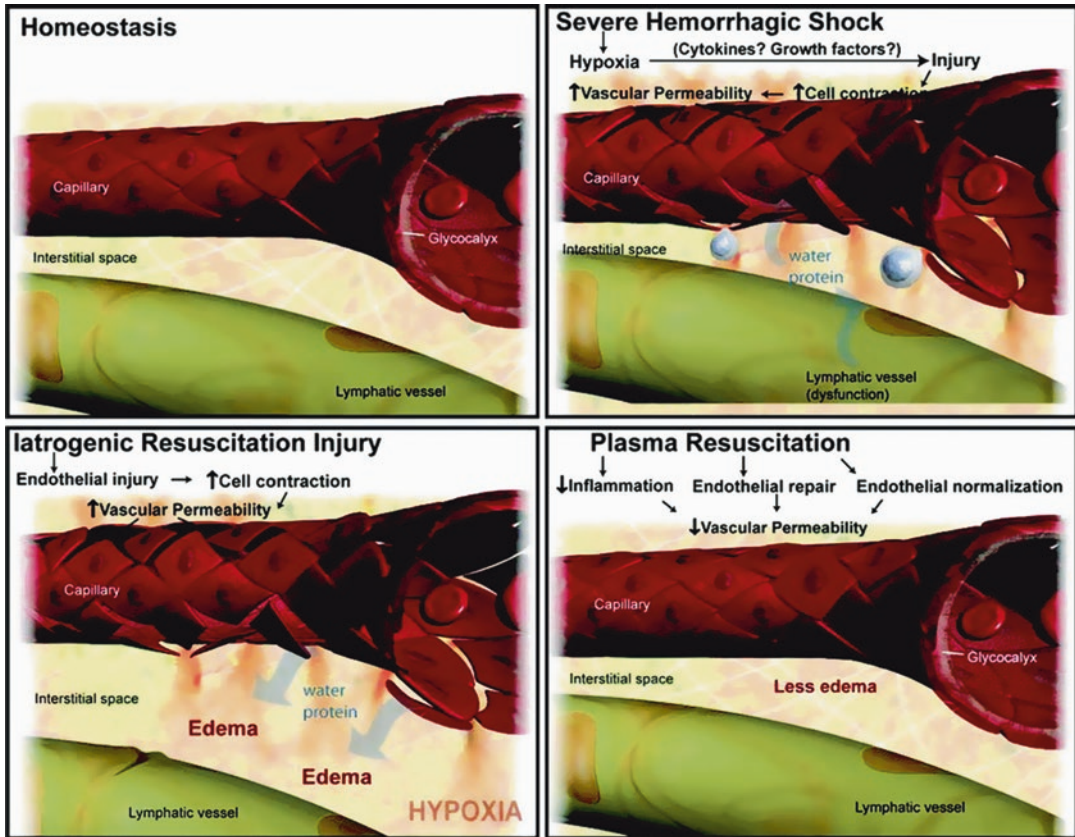 Homeostasis
Capillary
Glycocalyx
Interstitial space
Lymphatic vessel
Severe Hemorrhagic Shock
(Cytokines? Growth factors?)
Hypoxia
Injury
↑Vascular Permeability ← ↑Cell contraction
Capillary
Interstitial space
water
protein
Lymphatic vessel
(dysfunction)
Iatrogenic Resuscitation Injury
Endothelial injury → ↑Cell contraction
↑Vascular Permeability
Capillary
Interstitial space
water
protein
Edema
Edema
Lymphatic vessel
HYPOXIA
Plasma Resuscitation
↓Inflammation Endothelial repair Endothelial normalization
↓Vascular Permeability
Capillary
Glycocalyx
Interstitial space
Less edema
Lymphatic vessel